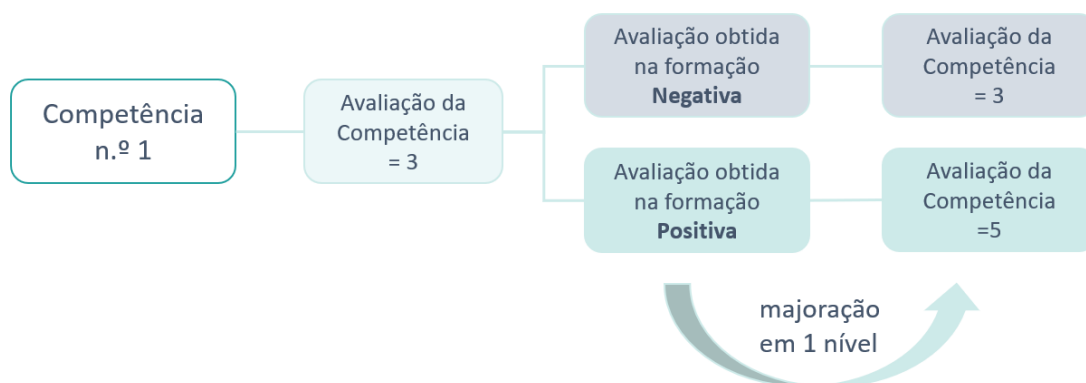 Competência
n.º 1
Avaliação da
Competência
= 3
Avaliação obtida
na formação
Negativa
Avaliação da
Competência
= 3
Avaliação obtida
na formação
Positiva
Avaliação da
Competência
=5
majoração
em 1 nível